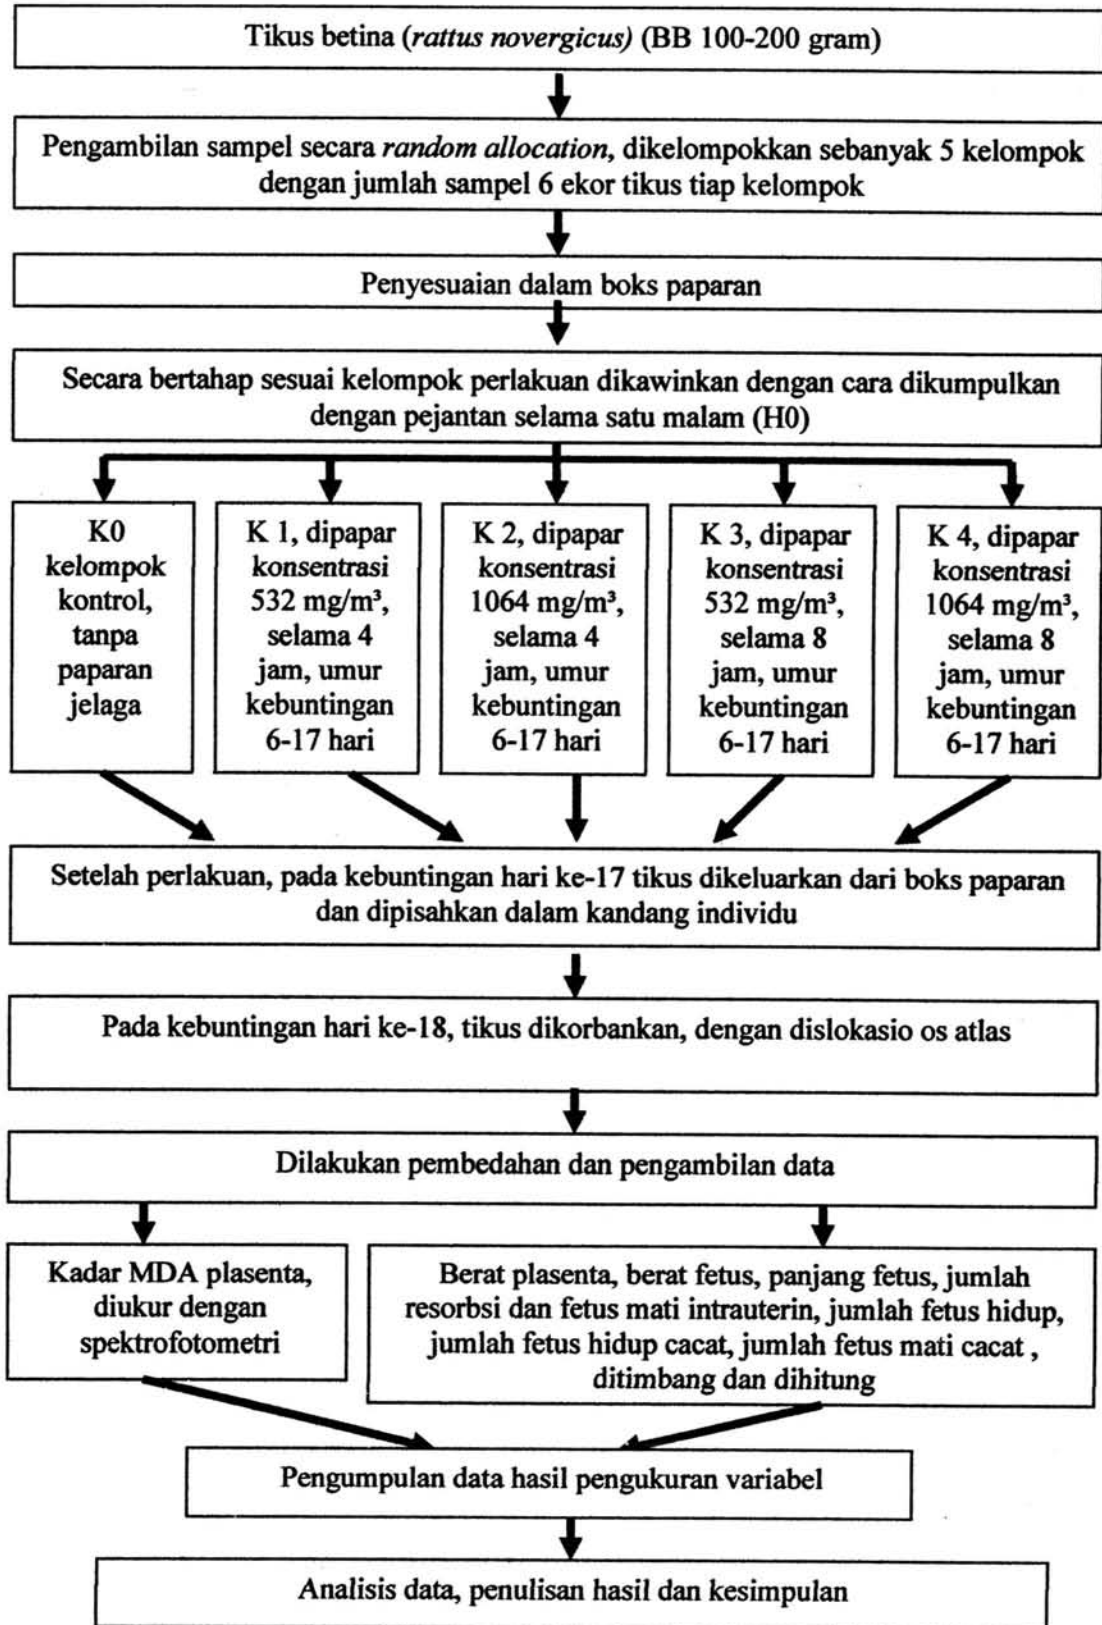 Tikus betina (rattus novergicus) (BB 100-200 gram)
Pengambilan sampel secara random allocation, dikelompokkan sebanyak 5 kelompok
dengan jumlah sampel 6 ekor tikus tiap kelompok
Penyesuaian dalam boks paparan
Secara bertahap sesuai kelompok perlakuan dikawinkan dengan cara dikumpulkan
dengan pejantan selama satu malam (H0)
K0
kelompok
kontrol,
tanpa
paparan
jelaga
K 1, dipapar
konsentrasi
532 mg/m³,
selama 4
jam, umur
kebuntingan
6-17 hari
K 2, dipapar
konsentrasi
1064 mg/m³,
selama 4
jam, umur
kebuntingan
6-17 hari
K 3, dipapar
konsentrasi
532 mg/m³,
selama 8
jam, umur
kebuntingan
6-17 hari
K 4, dipapar
konsentrasi
1064 mg/m³,
selama 8
jam, umur
kebuntingan
6-17 hari
Setelah perlakuan, pada kebuntingan hari ke-17 tikus dikeluarkan dari boks paparan
dan dipisahkan dalam kandang individu
Pada kebuntingan hari ke-18, tikus dikorbankan, dengan dislokasio os atlas
Dilakukan pembedahan dan pengambilan data
Kadar MDA plasenta,
diukur dengan
spektrofotometri
Berat plasenta, berat fetus, panjang fetus, jumlah
resorbsi dan fetus mati intrauterin, jumlah fetus hidup,
jumlah fetus hidup cacat, jumlah fetus mati cacat ,
ditimbang dan dihitung
Pengumpulan data hasil pengukuran variabel
Analisis data, penulisan hasil dan kesimpulan